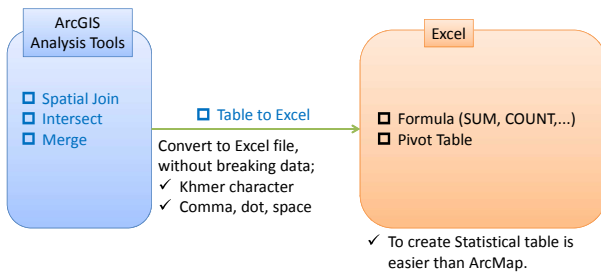 ArcGIS
Analysis Tools
Spatial Join
Intersect
Merge
Table to Excel
Convert to Excel file,
without breaking data;
✓ Khmer character
✓ Comma, dot, space
Excel
Formula (SUM, COUNT,...)
Pivot Table
✓ To create Statistical table is
easier than ArcMap.